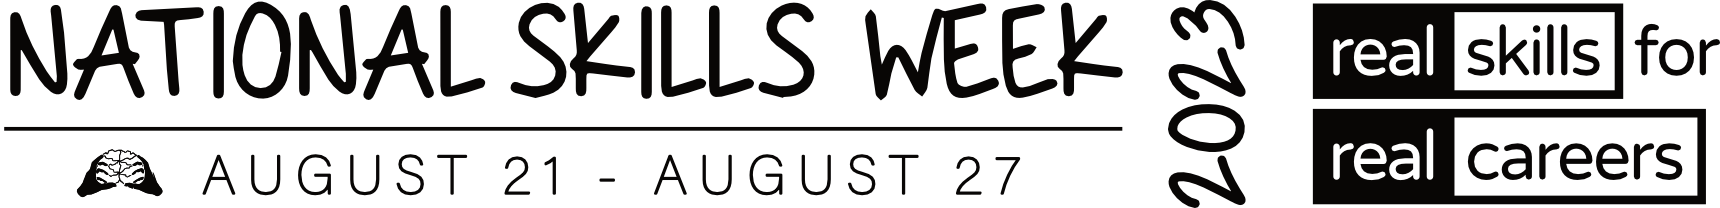 NATIONAL SKILLS WEEK
AUGUST 21 - AUGUST 27
2023
real skills for
real careers